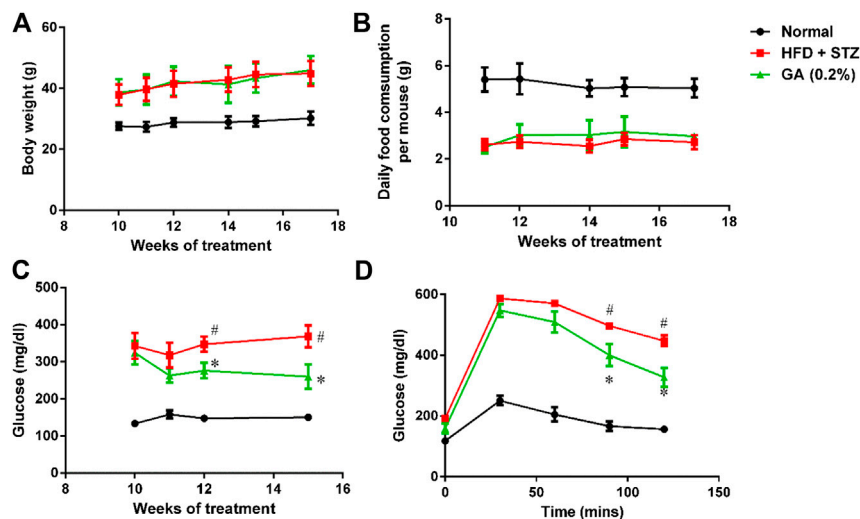 A
Body weight (g)
60
40
20
0
8
10
12
14
16
18
Weeks of treatment
B
Daily food comsumption
per mouse (g)
8
6
4
2
0
10
12
14
16
18
Weeks of treatment
Normal
HFD + STZ
GA (0.2%)
C
Glucose (mg/dl)
500
400
300
200
100
0
#
#
*
*
8
10
12
14
16
Weeks of treatment
D
Glucose (mg/dl)
600
400
200
0
#
#
*
*
0
50
100
150
Time (mins)